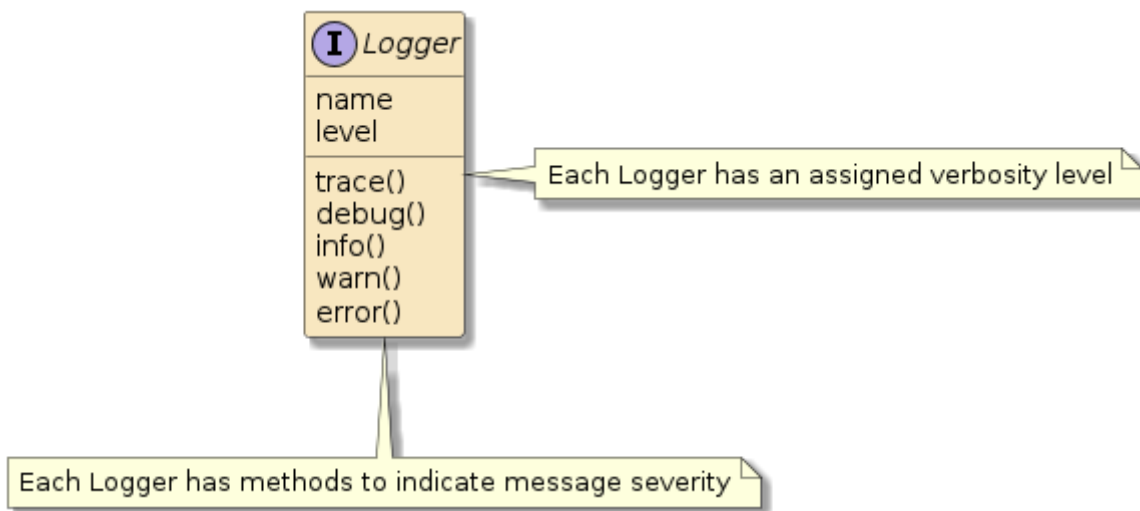 I Logger
name
level
trace()
debug()
info()
warn()
error()
Each Logger has an assigned verbosity level
Each Logger has methods to indicate message severity